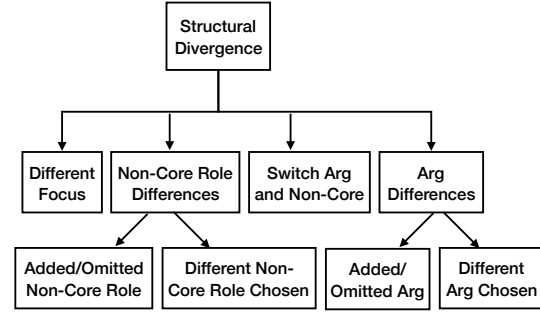 Structural
Divergence
Different
Focus
Non-Core Role
Differences
Switch Arg
and Non-Core
Arg
Differences
Added/Omitted
Non-Core Role
Different Non-
Core Role Chosen
Added/
Omitted Arg
Different
Arg Chosen